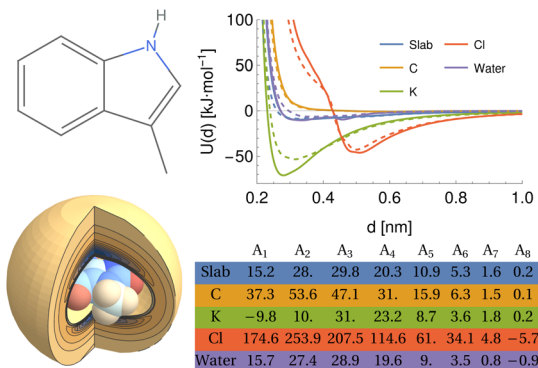 H
N
U(d) [kJ·mol⁻¹]
100
50
0
−50
Slab
Cl
C
Water
K
0.2 0.4 0.6 0.8 1.0
d [nm]
A₁ A₂ A₃ A₄ A₅ A₆ A₇ A₈
Slab 15.2 28. 29.8 20.3 10.9 5.3 1.6 0.2
C 37.3 53.6 47.1 31. 15.9 6.3 1.5 0.1
K −9.8 10. 31. 23.2 8.7 3.6 1.8 0.2
Cl 174.6 253.9 207.5 114.6 61. 34.1 4.8 −5.7
Water 15.7 27.4 28.9 19.6 9. 3.5 0.8 −0.9